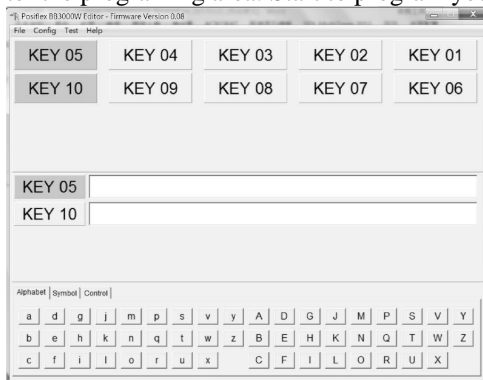 Posiflex BB3000W Editor - Firmware Version 0.08
File Config Test Help
KEY 05 KEY 04 KEY 03 KEY 02 KEY 01
KEY 10 KEY 09 KEY 08 KEY 07 KEY 06
KEY 05
KEY 10
Alphabet Symbol Control
a d g j m p s v y A D G J M P S V Y
b e h k n q t w z B E H K N Q T W Z
c f i l o r u x C F I L O R U X